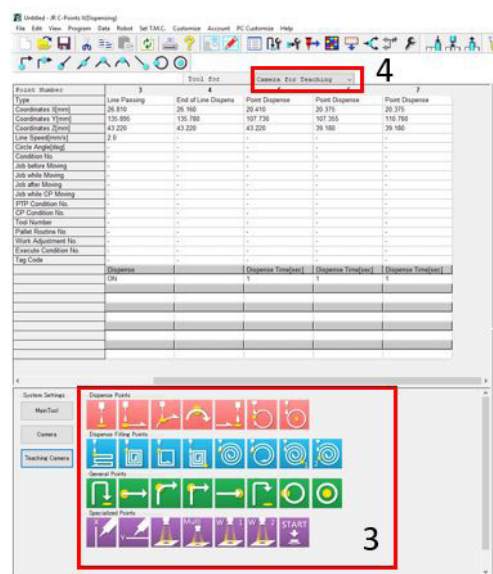 Untitled - JR C-Points II(Dispensing)
File Edit View Program Data Robot Set T.M.C. Customize Account PC Customize Help
Tool for Camera for Teaching 4
Point Number 3 4 5 6 7
Type Line Passing End of Line Dispens Point Dispense Point Dispense Point Dispense
Coordinates X[mm] 26.810 26.160 20.410 20.375 20.375
Coordinates Y[mm] 135.895 135.780 107.730 107.355 110.760
Coordinates Z[mm] 43.220 43.220 43.220 39.180 39.180
Line Speed[mm/s] 2.0 - - - -
Circle Angle[deg] - - - - -
Condition No. - - - - -
Job before Moving - - - - -
Job while Moving - - - - -
Job after Moving - - - - -
Job while CP Moving - - - - -
PTP Condition No. - - - - -
CP Condition No. - - - - -
Tool Number - - - - -
Pallet Routine No. - - - - -
Work Adjustment No. - - - - -
Execute Condition No. - - - - -
Tag Code - - - - -
Dispense Dispense Time[sec] Dispense Time[sec] Dispense Time[sec]
ON 1 1 1
System Settings
MainTool
Camera
Teaching Camera
Dispense Points
Dispense Filling Points
General Points
Specialized Points
X Y Multi W 1 W 2 START
3